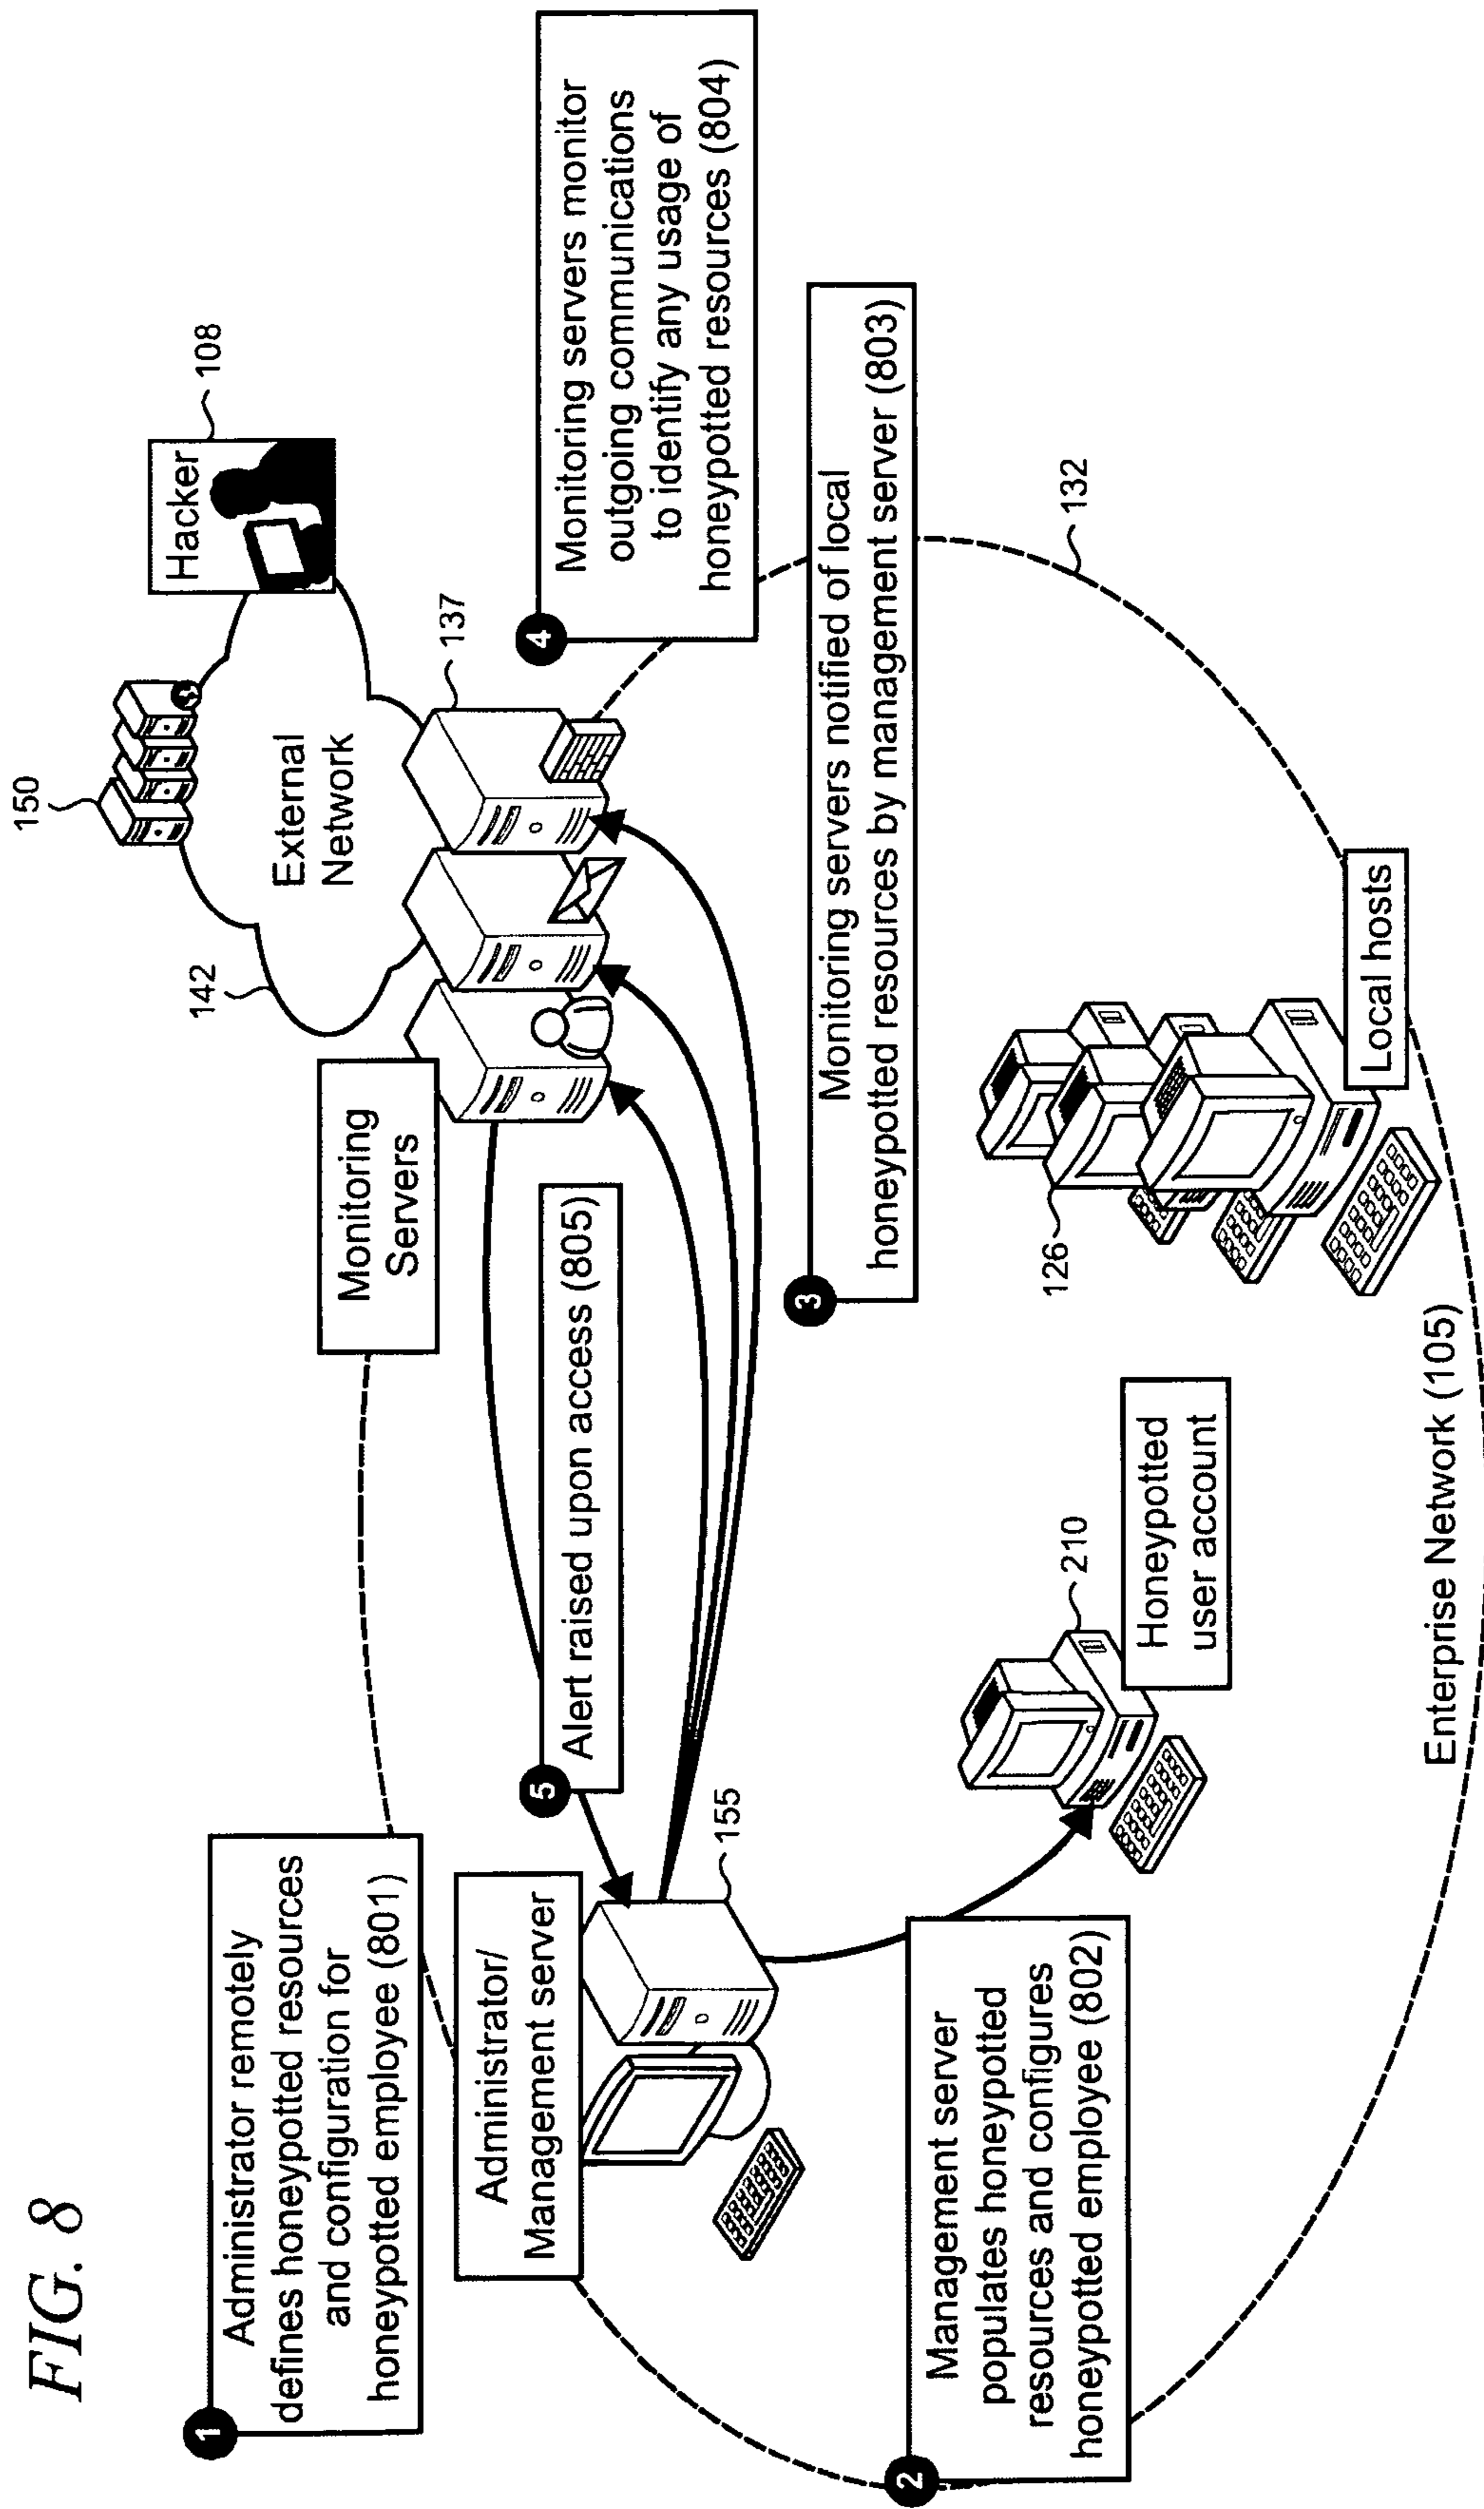 FIG. 8
1
Administrator remotely
defines honeypotted resources
and configuration for
honeypotted employee (801)
Administrator/
Management server
155
2
Management server
populates honeypotted
resources and configures
honeypotted employee (802)
5
Alert raised upon access (805)
210
Honeypotted
user account
Monitoring
Servers
142
150
External
Network
Hacker
108
137
4
Monitoring servers monitor
outgoing communications
to identify any usage of
honeypotted resources (804)
3
Monitoring servers notified of local
honeypotted resources by management server (803)
132
126
Local hosts
Enterprise Network (105)